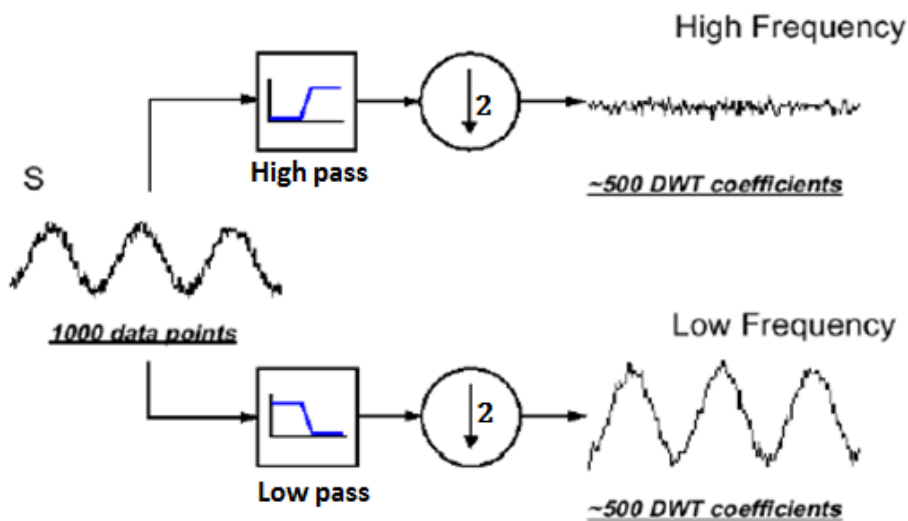 High Frequency
2
High pass
~500 DWT coefficients
S
1000 data points
Low Frequency
2
Low pass
~500 DWT coefficients